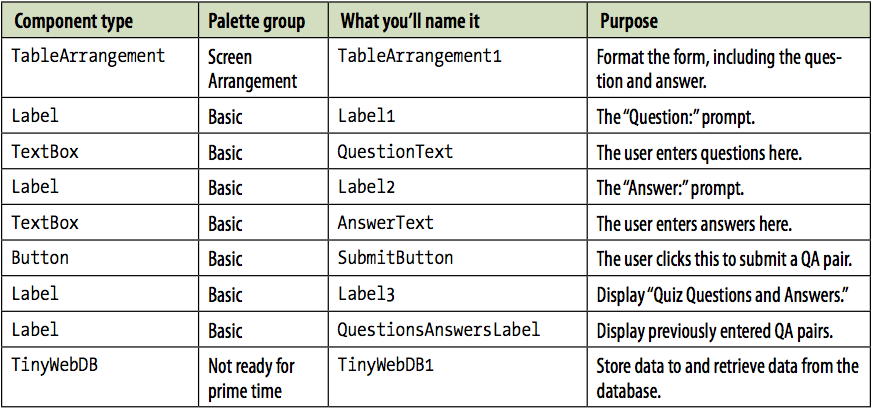 Component type Palette group What you’ll name it Purpose
TableArrangement Screen Arrangement TableArrangement1 Format the form, including the ques-
tion and answer.
Label Basic Label1 The “Question:” prompt.
TextBox Basic QuestionText The user enters questions here.
Label Basic Label2 The “Answer:” prompt.
TextBox Basic AnswerText The user enters answers here.
Button Basic SubmitButton The user clicks this to submit a QA pair.
Label Basic Label3 Display “Quiz Questions and Answers.”
Label Basic QuestionsAnswersLabel Display previously entered QA pairs.
TinyWebDB Not ready for prime time TinyWebDB1 Store data to and retrieve data from the
database.